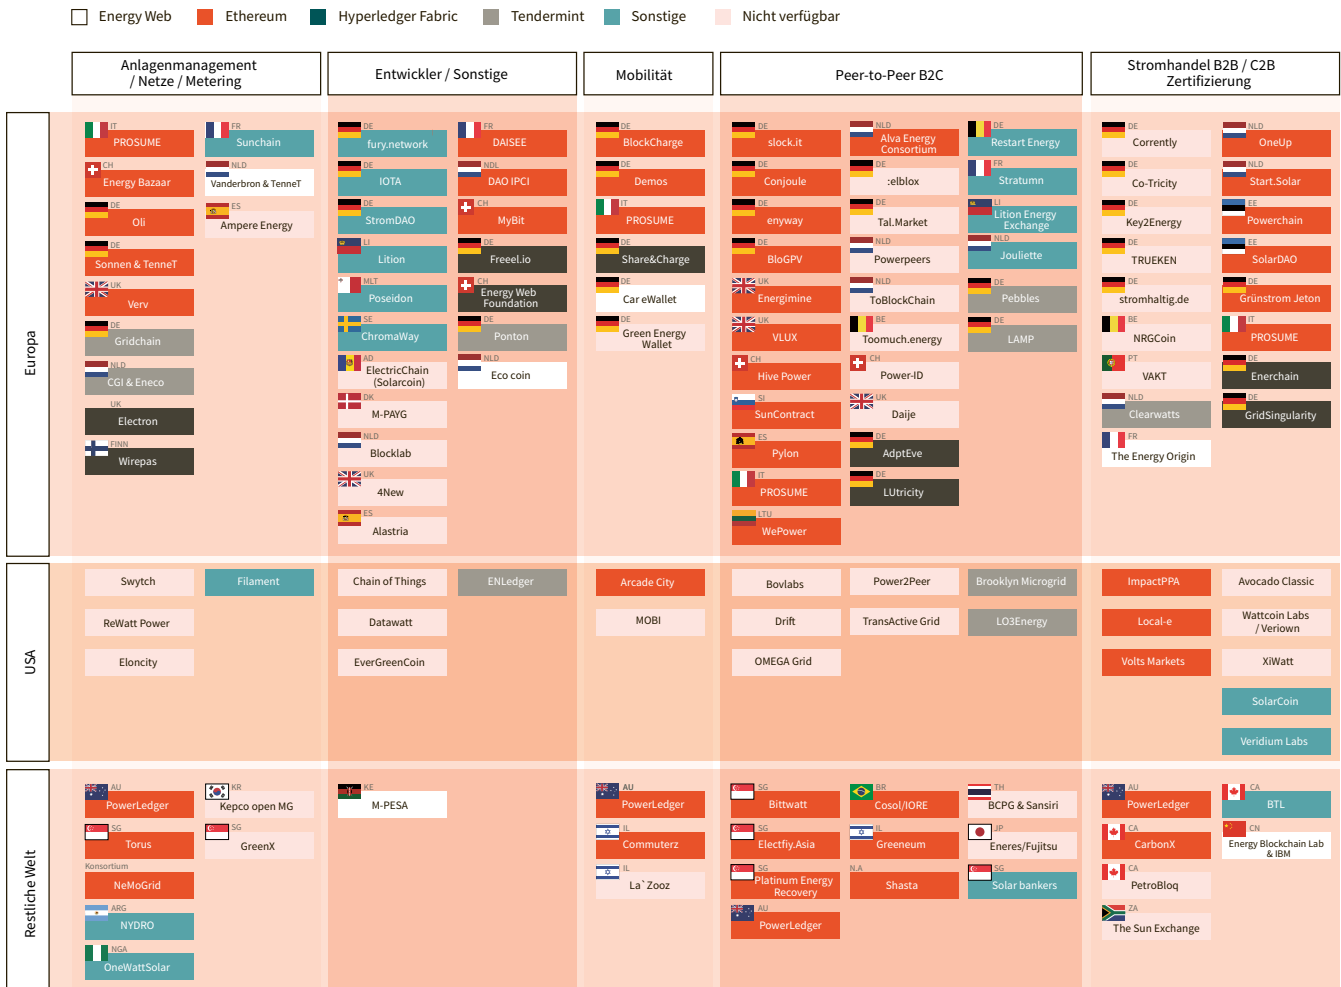 Energy Web
Ethereum
Hyperledger Fabric
Tendermint
Sonstige
Nicht verfügbar
Anlagenmanagement
/ Netze / Metering
Entwickler / Sonstige
Mobilität
Peer-to-Peer B2C
Stromhandel B2B / C2B
Zertifizierung
Europa
IT
PROSUME
CH
Energy Bazaar
DE
Oli
DE
Sonnen & TenneT
UK
Verv
DE
Gridchain
NLD
CGI & Eneco
UK
Electron
FINN
Wirepas
FR
Sunchain
NLD
Vanderbron & TenneT
ES
Ampere Energy
DE
fury.network
DE
IOTA
DE
StromDAO
LI
Lition
MLT
Poseidon
SE
ChromaWay
AD
ElectricChain
(Solarcoin)
DK
M-PAYG
NLD
Blocklab
UK
4New
ES
Alastria
FR
DAISEE
NDL
DAO IPCI
CH
MyBit
DE
Freeel.io
CH
Energy Web
Foundation
DE
Ponton
NLD
Eco coin
DE
BlockCharge
DE
Demos
IT
PROSUME
DE
Share&Charge
DE
Car eWallet
DE
Green Energy
Wallet
DE
slock.it
DE
Conjoule
DE
enyway
DE
BloGPV
UK
Energimine
UK
VLUX
CH
Hive Power
SI
SunContract
ES
Pylon
IT
PROSUME
LTU
WePower
NLD
Alva Energy
Consortium
DE
:elblox
DE
Tal.Market
NLD
Powerpeers
NLD
ToBlockChain
BE
Toomuch.energy
CH
Power-ID
UK
Daije
DE
AdptEve
DE
LUtricity
DE
Restart Energy
FR
Stratumn
LI
Lition Energy
Exchange
NLD
Jouliette
DE
Pebbles
DE
LAMP
DE
Corrently
DE
Co-Tricity
DE
Key2Energy
DE
TRUEKEN
DE
stromhaltig.de
BE
NRGCoin
PT
VAKT
NLD
Clearwatts
FR
The Energy Origin
NLD
OneUp
NLD
Start.Solar
EE
Powerchain
EE
SolarDAO
DE
Grünstrom Jeton
IT
PROSUME
DE
Enerchain
DE
GridSingularity
USA
Swytch
ReWatt Power
Eloncity
Filament
Chain of Things
Datawatt
EverGreenCoin
ENLedger
Arcade City
MOBI
Bovlabs
Drift
OMEGA Grid
Power2Peer
TransActive Grid
Brooklyn Microgrid
LO3Energy
ImpactPPA
Local-e
Volts Markets
Avocado Classic
Wattcoin Labs
/ Veriown
XiWatt
SolarCoin
Veridium Labs
Restliche Welt
AU
PowerLedger
SG
Torus
Konsortium
NeMoGrid
ARG
NYDRO
NGA
OneWattSolar
KR
Kepco open MG
SG
GreenX
KE
M-PESA
AU
PowerLedger
IL
Commuterz
IL
La`Zooz
SG
Bittwatt
SG
Electfiy.Asia
SG
Platinum Energy
Recovery
AU
PowerLedger
BR
Cosol/IORE
IL
Greeneum
N.A
Shasta
TH
BCPG & Sansiri
JP
Eneres/Fujitsu
SG
Solar bankers
AU
PowerLedger
CA
CarbonX
CA
PetroBloq
ZA
The Sun Exchange
CA
BTL
CN
Energy Blonkchain Lab
& IBM